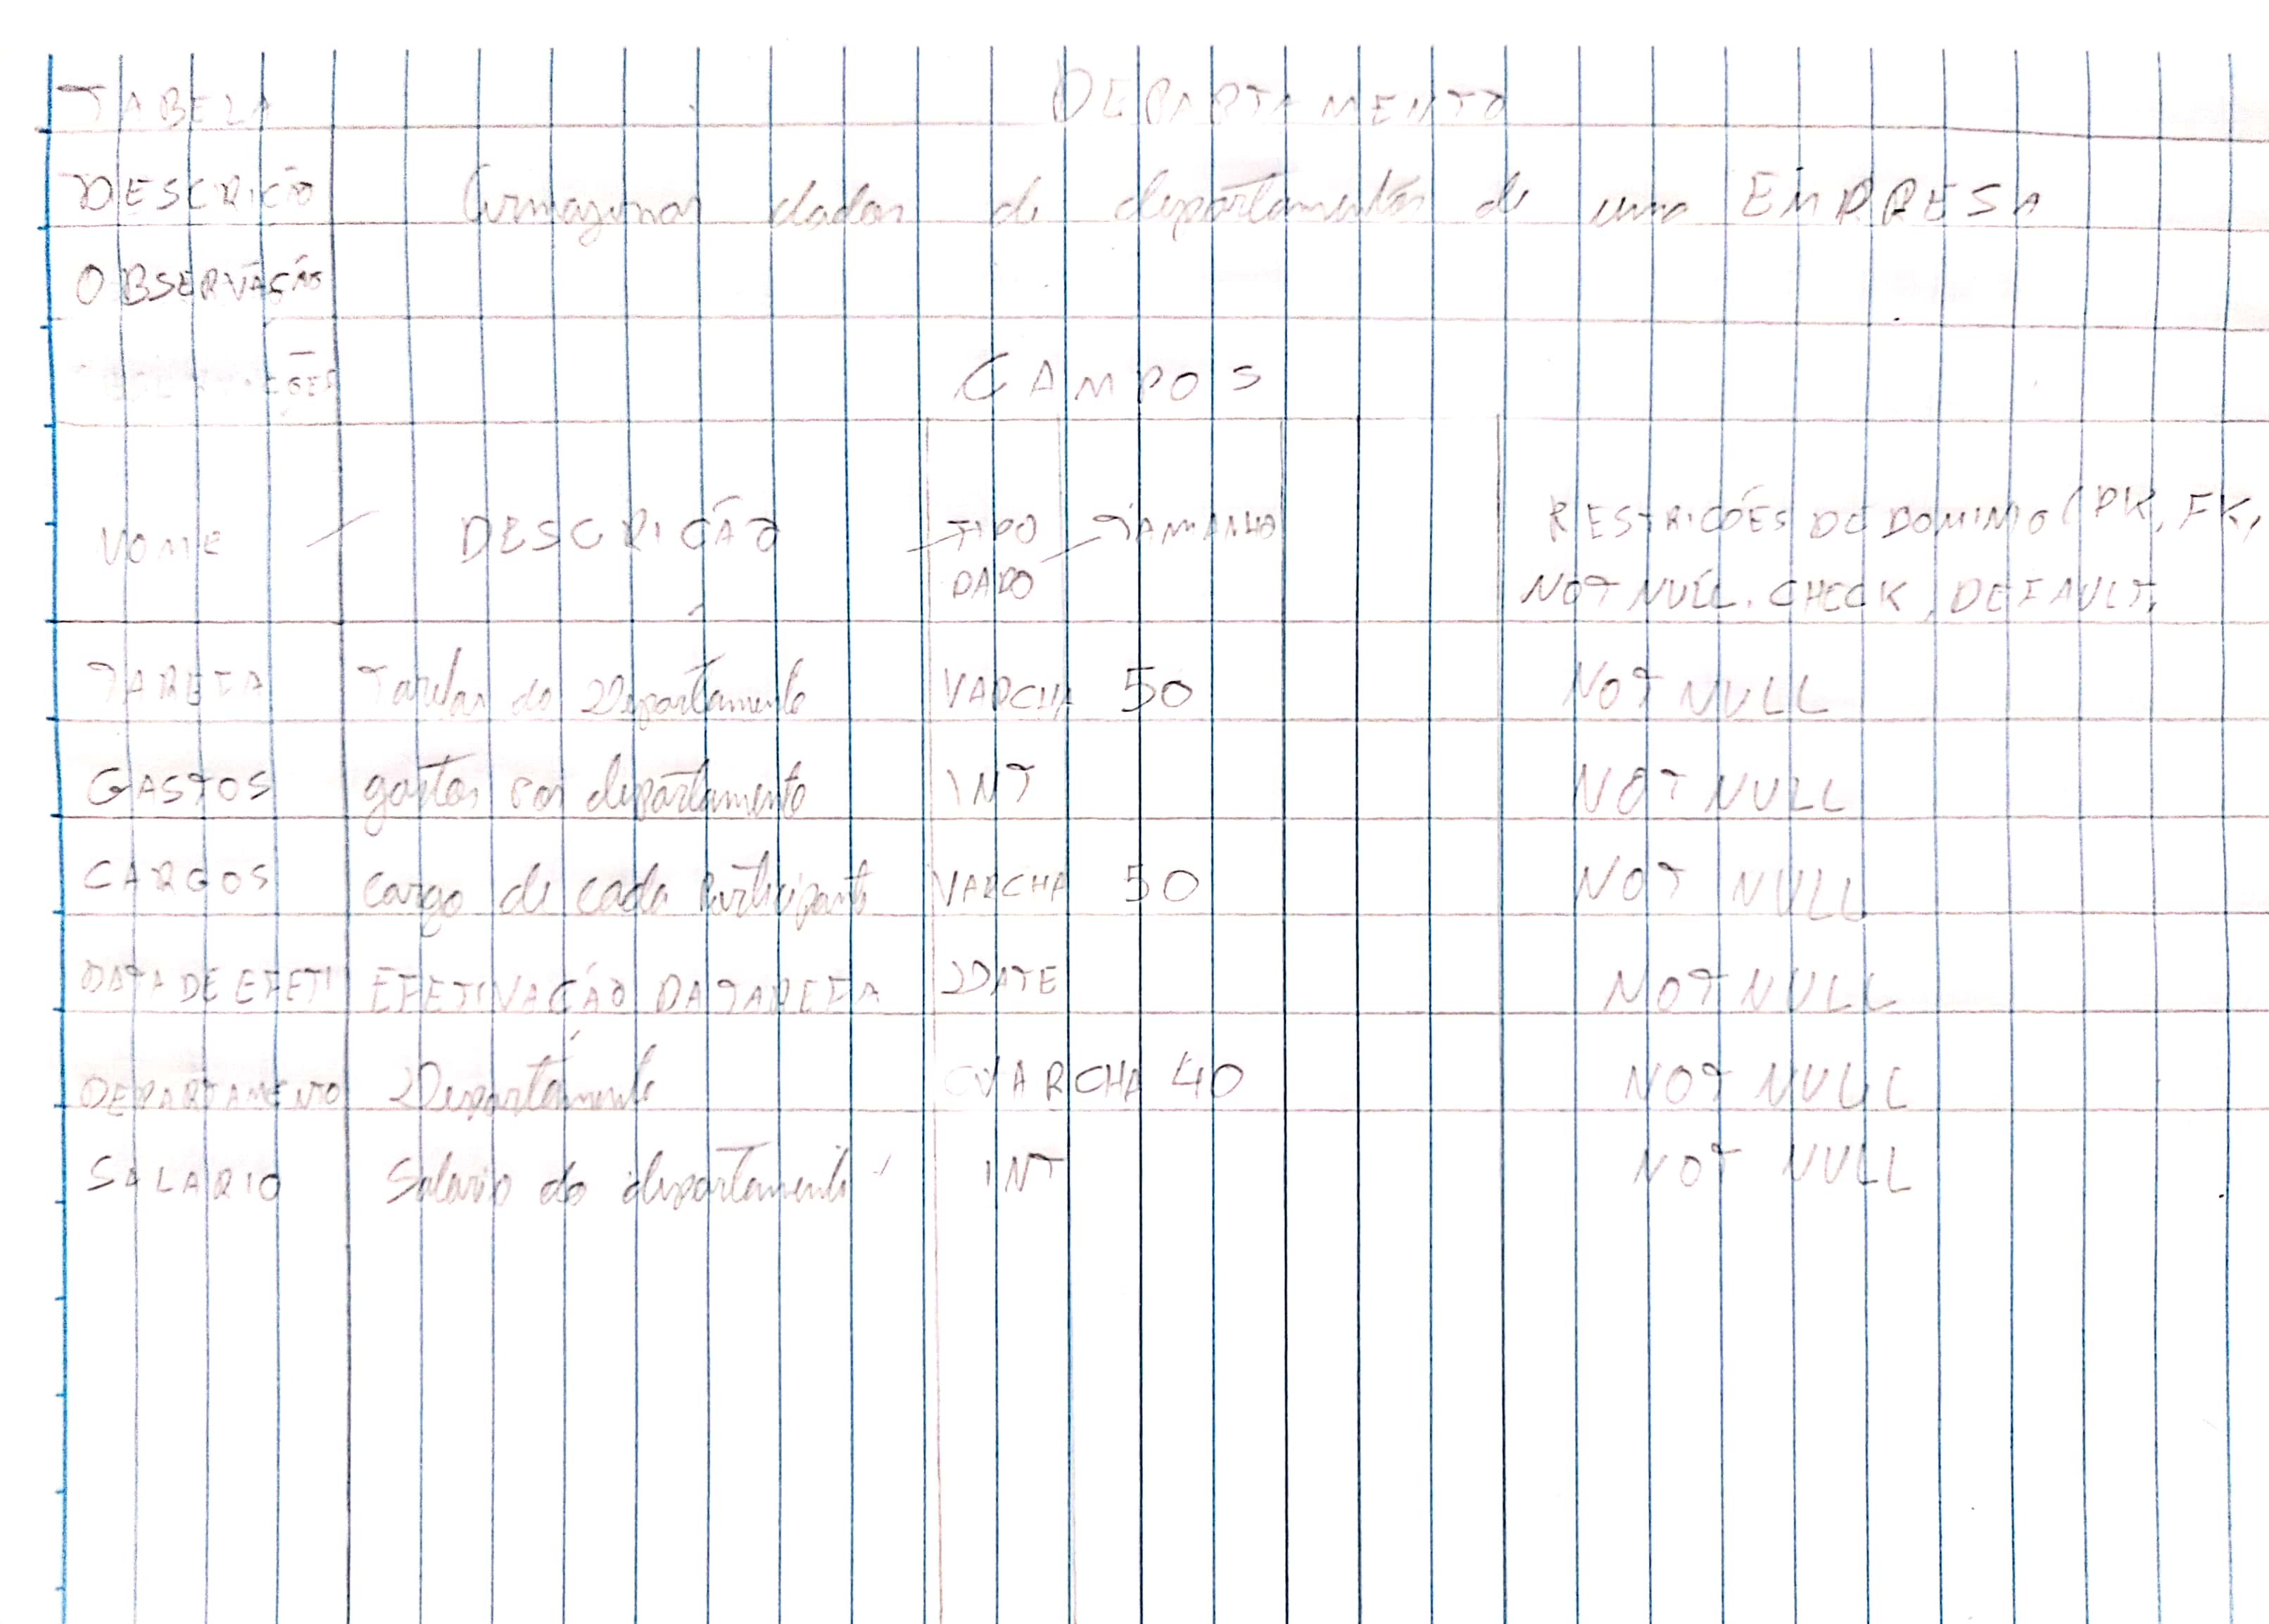 TABELA DEPARTAMENTO
DESCRIÇÃO Armazenar dados de departamentos de uma EMPRESA
OBSERVAÇÃO
CAMPOS
NOME DESCRIÇÃO TIPO TAMANHO RESTRIÇÕES DE DOMINIO (PK, FK,
DADO NOT NULL, CHECK, DEFAULT,
TAREFA Tarefas do Departamento VARCHA 50 NOT NULL
GASTOS gastos por departamento INT NOT NULL
CARGOS cargo de cada participante VARCHA 50 NOT NULL
DATA DE EFETI EFETIVAÇÃO DA TAREFA DATE NOT NULL
DEPARTAMENTO Departamento VARCHA 40 NOT NULL
SALARIO Salario do departamento INT NOT NULL